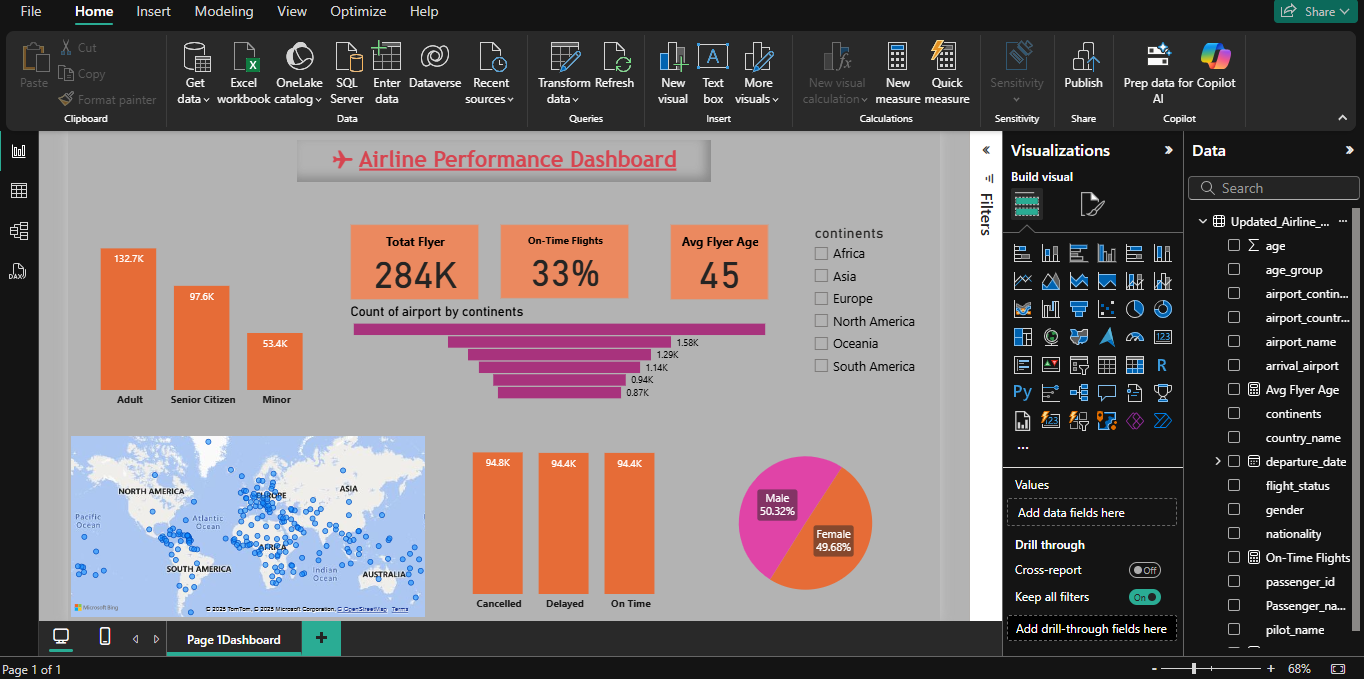 File Home Insert Modeling View Optimize Help Share
Paste
Cut
Copy
Format painter
Clipboard
Get data
Excel workbook
OneLake catalog
SQL Server
Enter data
Dataverse
Recent sources
Data
Transform data
Refresh
Queries
New visual
Text box
More visuals
Insert
New visual calculation
New measure
Quick measure
Calculations
Sensitivity
Sensitivity
Publish
Share
Prep data for AI
Copilot
Copilot
✈ Airline Performance Dashboard
132.7K
97.6K
53.4K
Adult Senior Citizen Minor
Totat Flyer
284K
On-Time Flights
33%
Avg Flyer Age
45
continents
Africa
Asia
Europe
North America
Oceania
South America
Count of airport by continents
1.58K
1.29K
1.14K
0.94K
0.87K
NORTH AMERICA
EUROPE
ASIA
Pacific
Ocean
Atlantic
Ocean
AFRICA
SOUTH AMERICA
Indian
Ocean
AUSTRALIA
Microsoft Bing
© 2025 TomTom, © 2025 Microsoft Corporation, © OpenStreetMap Terms
94.8K 94.4K 94.4K
Cancelled Delayed On Time
Male
50.32%
Female
49.68%
Filters
Visualizations
Build visual
123
R
Py
123
...
Values
Add data fields here
Drill through
Cross-report Off
Keep all filters On
Add drill-through fields here
Data
Search
Updated_Airline_... ...
age
age_group
airport_contin...
airport_countr...
airport_name
arrival_airport
Avg Flyer Age
continents
country_name
departure_date
flight_status
gender
nationality
On-Time Flights
passenger_id
Passenger_na...
pilot_name
DAX
Page 1Dashboard
Page 1 of 1
- + 68%